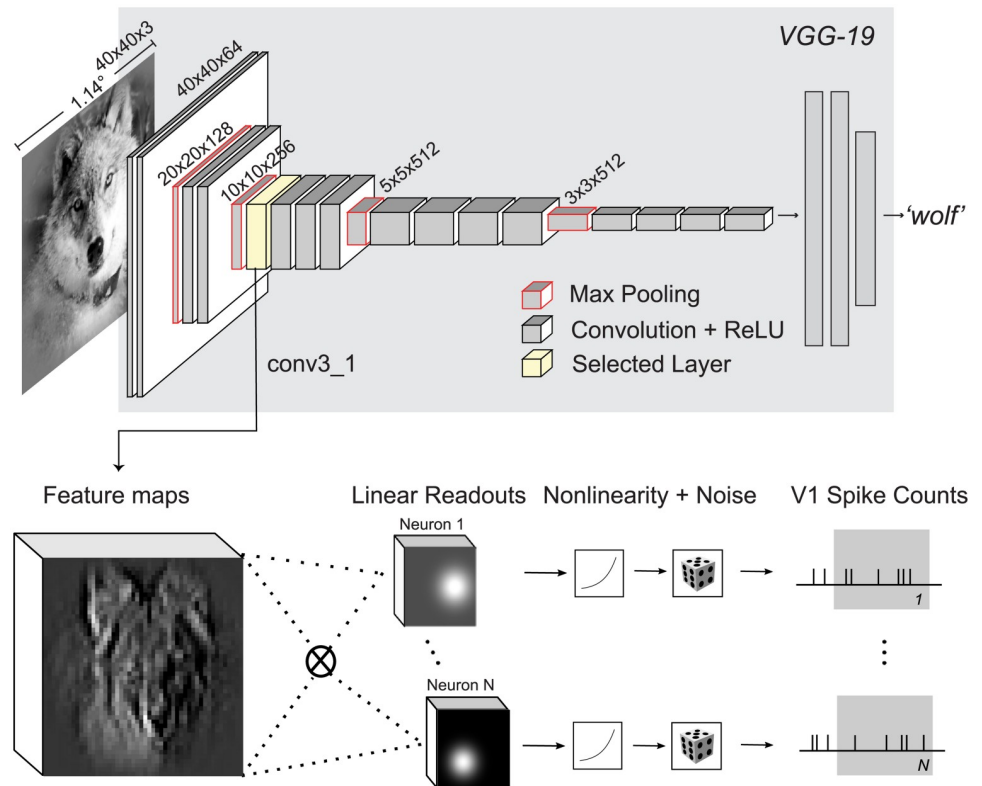 VGG-19
40x40x3
1.14°
40x40x64
20x20x128
10x10x256
5x5x512
3x3x512
'wolf'
Max Pooling
Convolution + ReLU
Selected Layer
conv3_1
Feature maps
Linear Readouts
Nonlinearity + Noise
V1 Spike Counts
Neuron 1
1
Neuron N
N